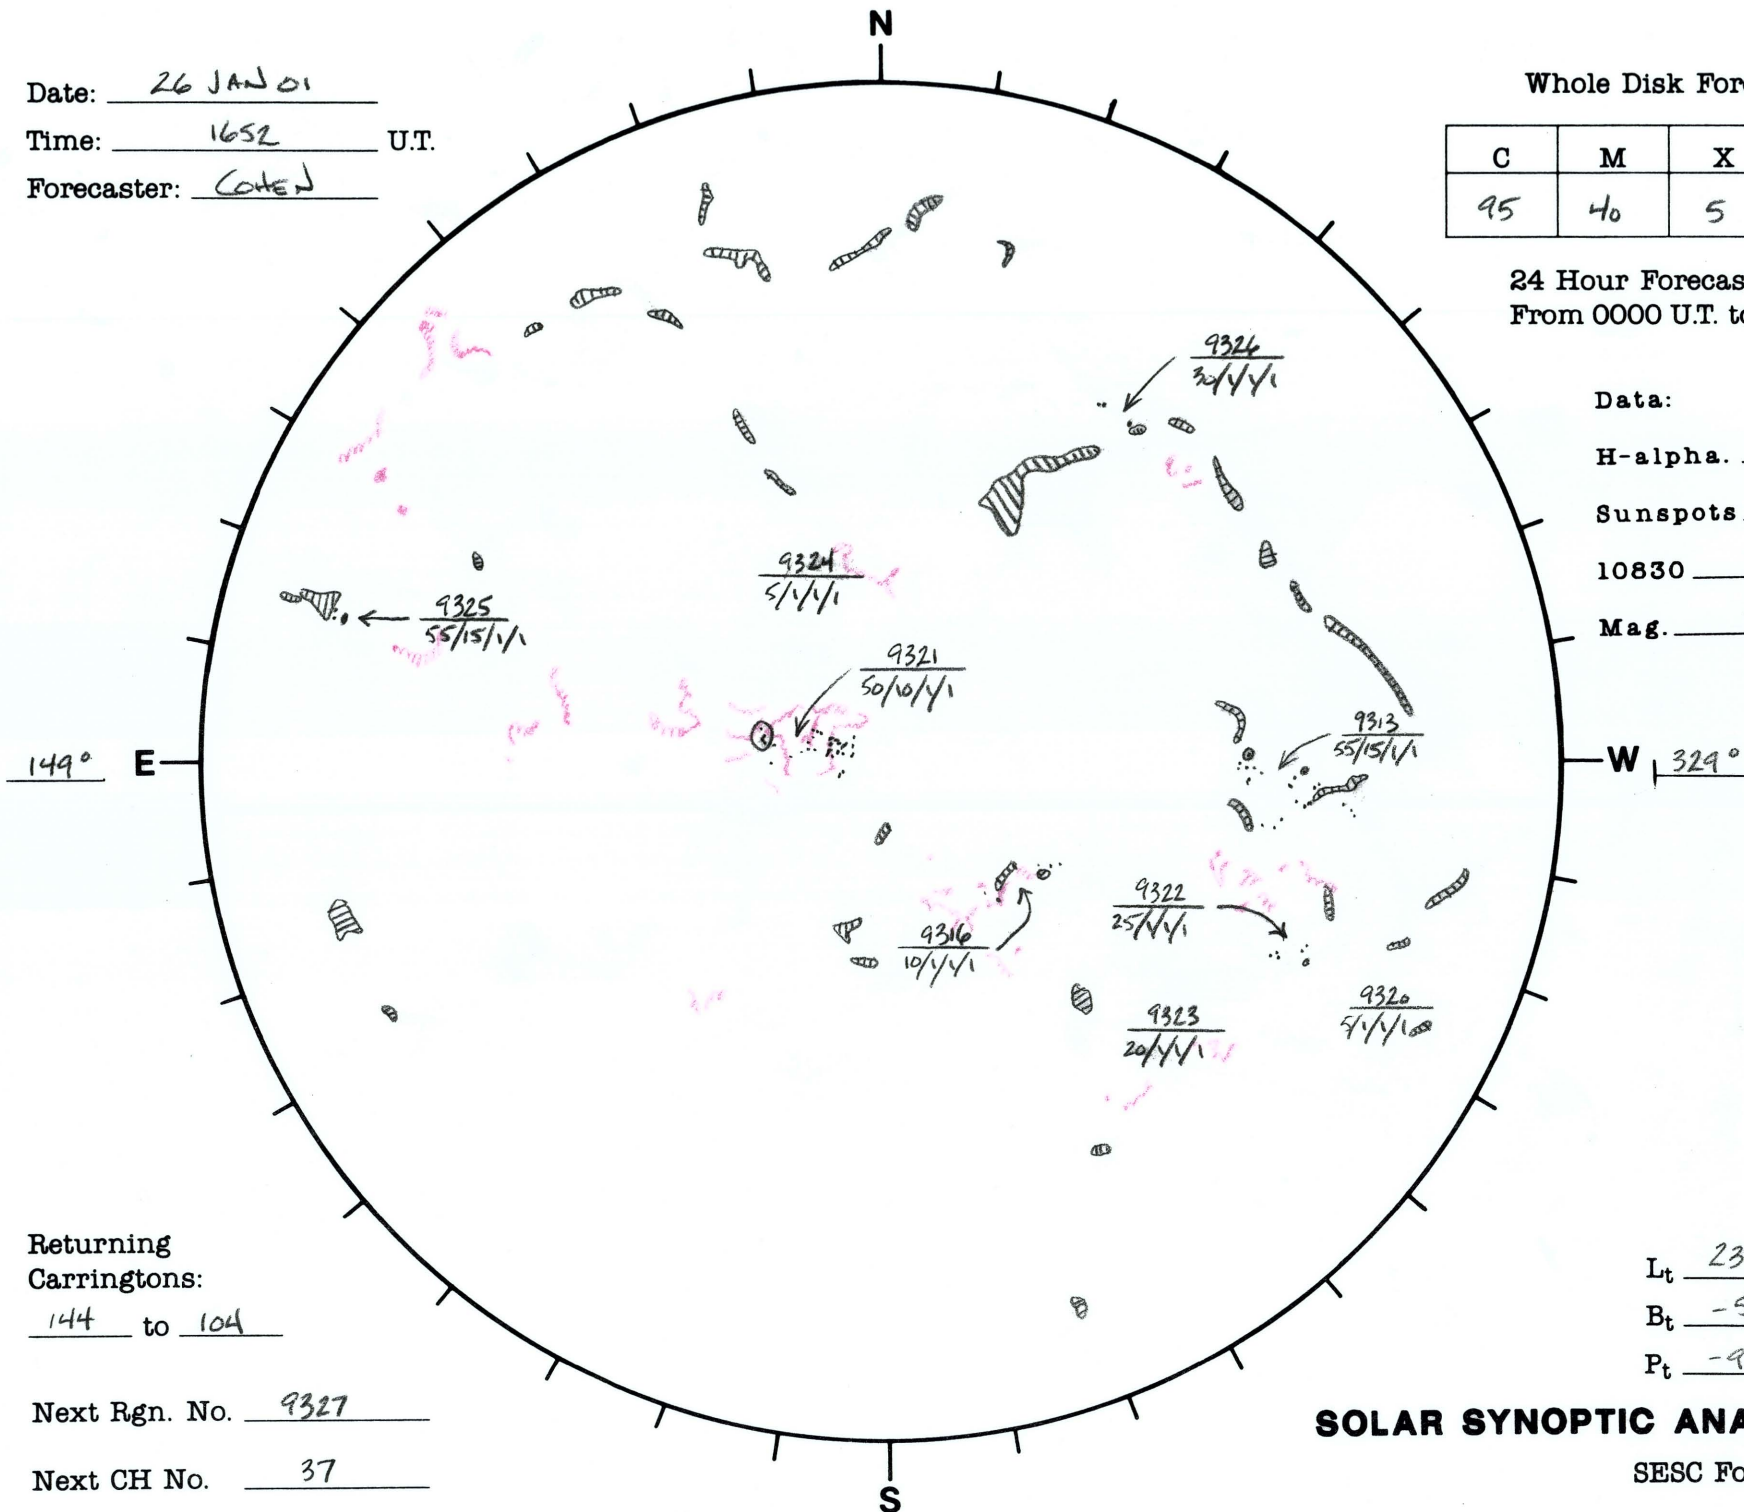 N
Date: 26 JAN 01
Time: 1652 U.T.
Forecaster: COHEN
Whole Disk Fore
C M X
95 40 5
24 Hour Forecas
From 0000 U.T. to
Data:
H-alpha.
Sunspots
10830
Mag.
9326
30/1/1/1
9324
5/1/1/1
9325
55/15/1/1
9321
50/10/1/1
9313
55/15/1/1
149° E
W 329°
9322
25/1/1/1
9316
10/1/1/1
9320
5/1/1/1
9323
20/1/1/1
Returning
Carringtons:
144 to 104
Next Rgn. No. 9327
Next CH No. 37
Lt 23
Bt -5
Pt -9
SOLAR SYNOPTIC ANA
SESC Fo
S